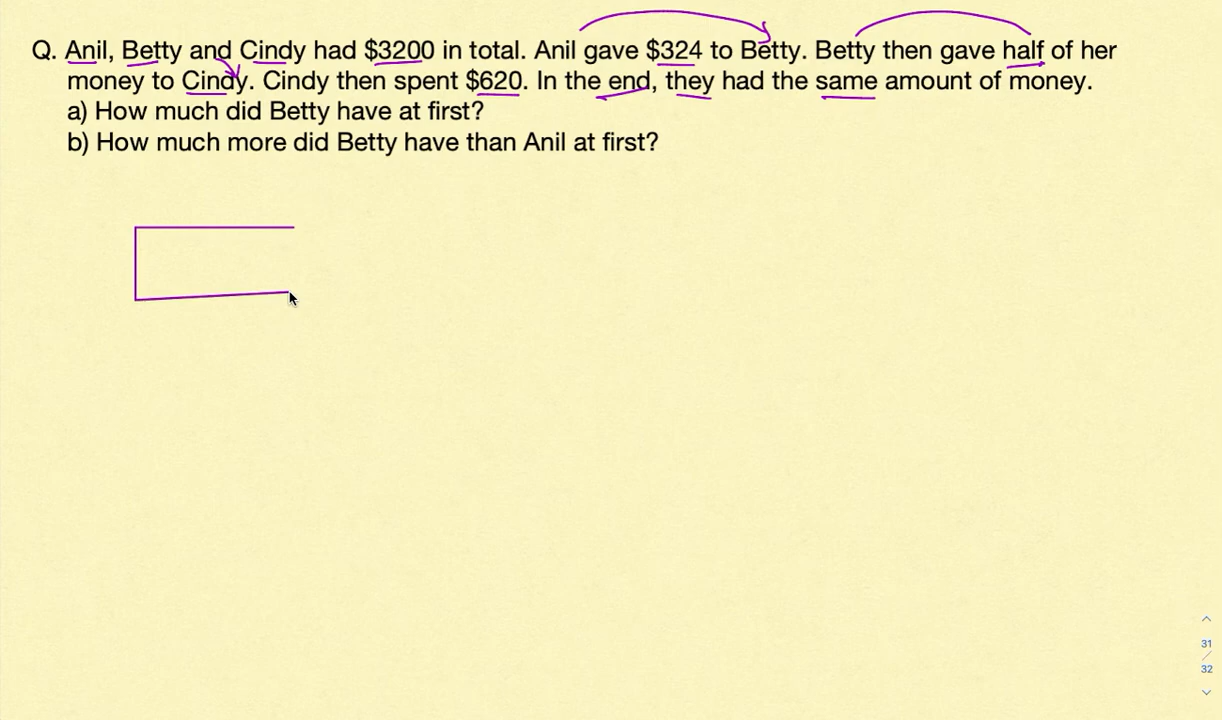 Q. Anil, Betty and Cindy had $3200 in total. Anil gave $324 to Betty. Betty then gave half of her
money to Cindy. Cindy then spent $620. In the end, they had the same amount of money.
a) How much did Betty have at first?
b) How much more did Betty have than Anil at first?
31
/
32